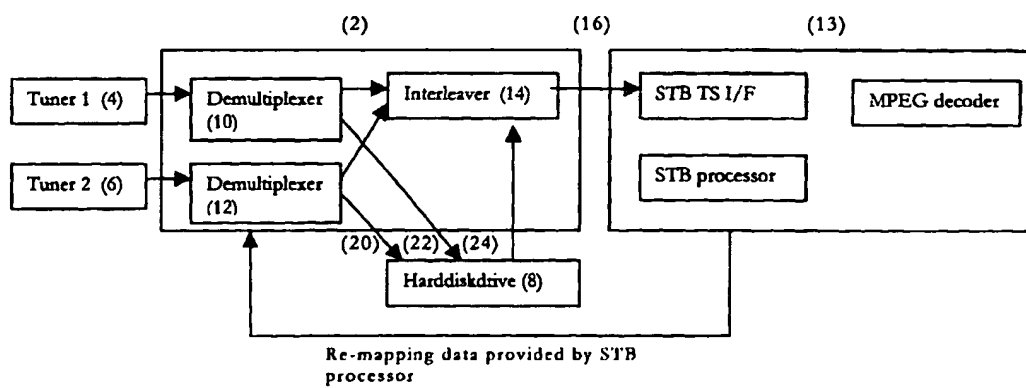 (2)
(16)
(13)
Tuner 1 (4)
Demultiplexer
(10)
Interleaver (14)
STB TS I/F
MPEG decoder
Tuner 2 (6)
Demultiplexer
(12)
STB processor
(20)
(22)
(24)
Harddiskdrive (8)
Re-mapping data provided by STB
processor